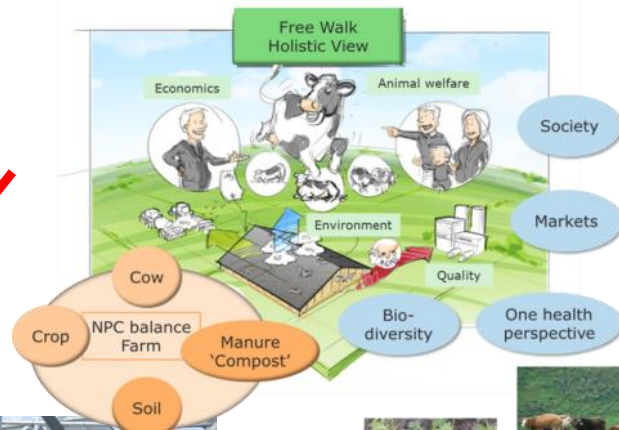 Free Walk
Holistic View
Economics
Animal welfare
Society
Markets
Environment
Quality
Cow
Crop
NPC balance
Farm
Manure
‘Compost’
Soil
Bio-
diversity
One health
perspective